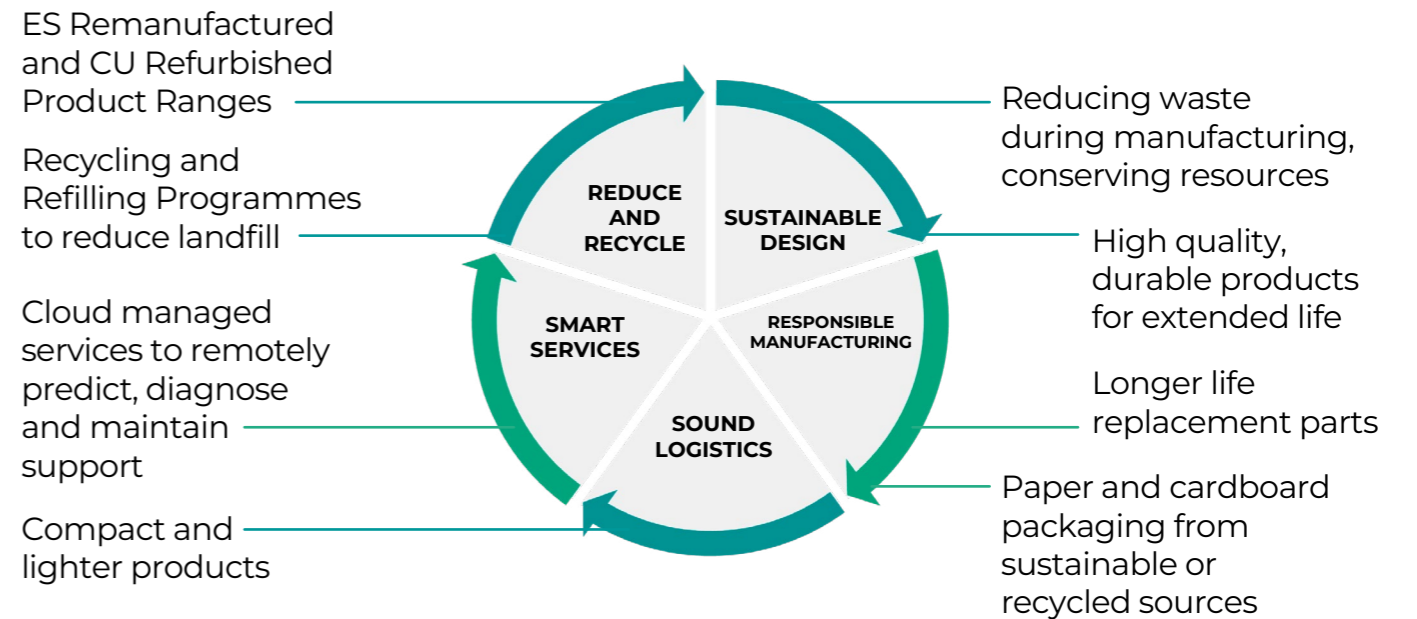 ES Remanufactured
and CU Refurbished
Product Ranges
Recycling and
Refilling Programmes
to reduce landfill
Cloud managed
services to remotely
predict, diagnose
and maintain
support
Compact and
lighter products
REDUCE
AND
RECYCLE
SUSTAINABLE
DESIGN
SMART
SERVICES
RESPONSIBLE
MANUFACTURING
SOUND
LOGISTICS
Reducing waste
during manufacturing,
conserving resources
High quality,
durable products
for extended life
Longer life
replacement parts
Paper and cardboard
packaging from
sustainable or
recycled sources